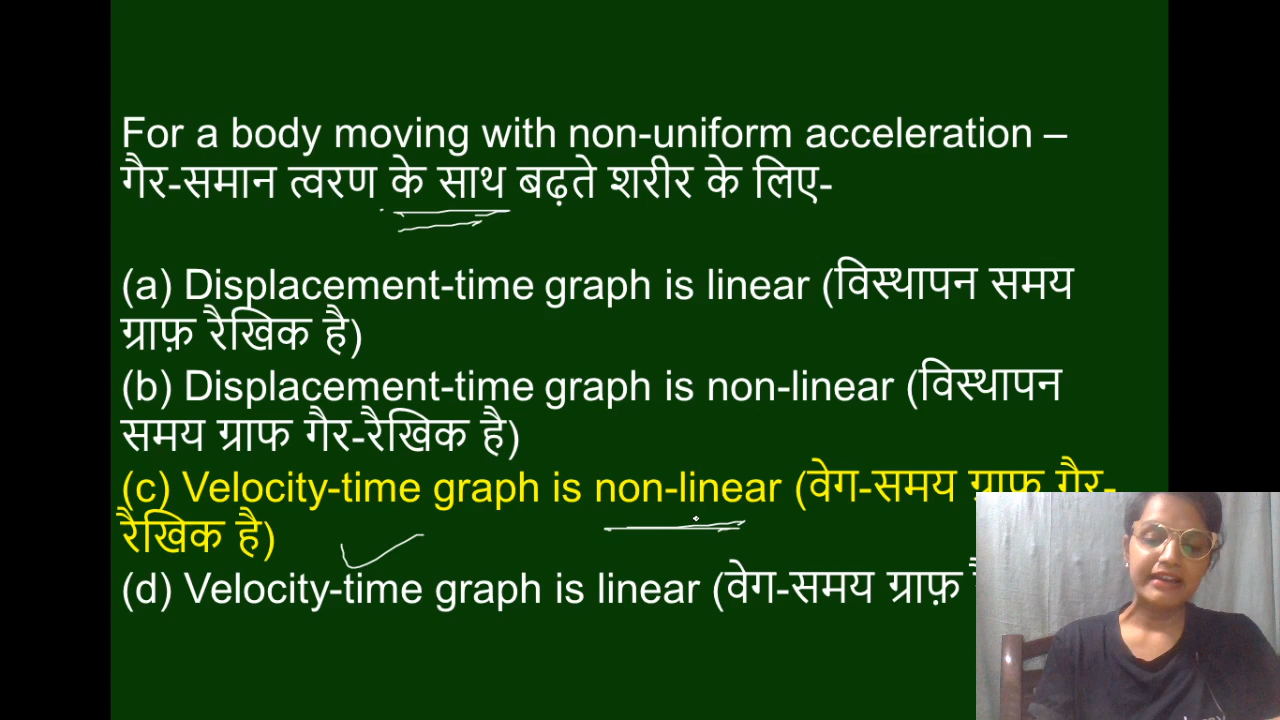 For a body moving with non-uniform acceleration –
गैर-समान त्वरण के साथ बढ़ते शरीर के लिए-
(a) Displacement-time graph is linear (विस्थापन समय
ग्राफ़ रैखिक है)
(b) Displacement-time graph is non-linear (विस्थापन
समय ग्राफ गैर-रैखिक है)
(c) Velocity-time graph is non-linear (वेग-समय ग्राफ गैर-
रैखिक है)
(d) Velocity-time graph is linear (वेग-समय ग्राफ़